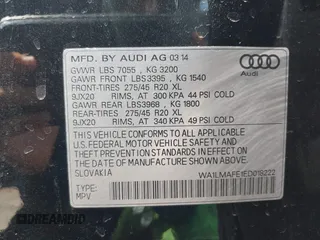 MFD. BY AUDI AG 03 14
GVWR LBS 7055 , KG 3200
GAWR FRONT LBS3395 , KG 1540
FRONT-TIRES 275/45 R20 XL
9JX20 RIMS, AT 300 KPA/ 44 PSI COLD
GAWR REAR LBS3968 , KG 1800
REAR-TIRES 275/45 R20 XL
9JX20 RIMS, AT 340 KPA/ 49 PSI COLD
THIS VEHICLE CONFORMS TO ALL APPLICABLE
U.S. FEDERAL MOTOR VEHICLE SAFETY AND
THEFT PREVENTION STANDARDS IN EFFECT ON
THE DATE OF MANUFACTURE SHOWN ABOVE.
SLOVAKIA
TYPE:
MPV
WA1LMAFE1ED018222
Audi
DREAMBID